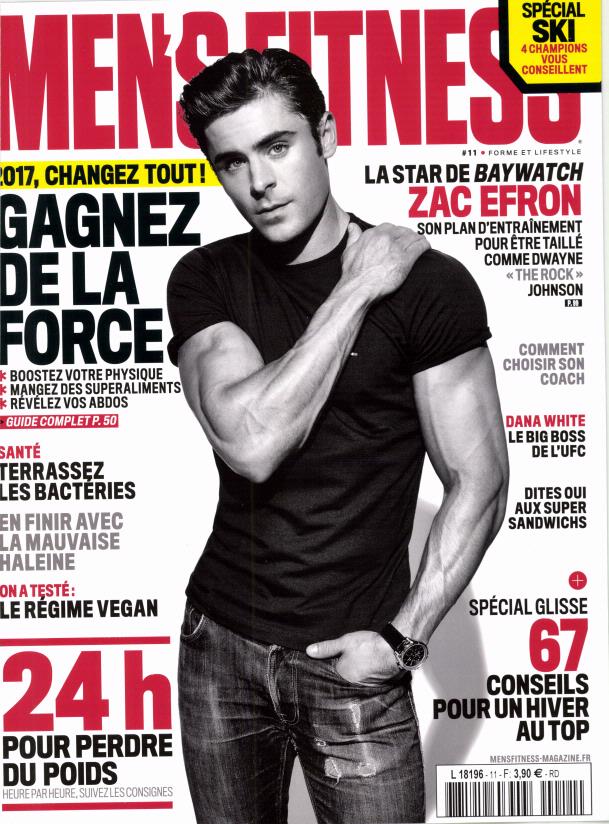 MEN'S FITNESS
SPÉCIAL
SKI
4 CHAMPIONS
VOUS
CONSEILLENT
#11 • FORME ET LIFESTYLE
2017, CHANGEZ TOUT !
GAGNEZ
DE LA
FORCE
* BOOSTEZ VOTRE PHYSIQUE
* MANGEZ DES SUPERALIMENTS
* RÉVÉLEZ VOS ABDOS
GUIDE COMPLET P. 50
SANTÉ
TERRASSEZ
LES BACTÉRIES
EN FINIR AVEC
LA MAUVAISE
HALEINE
ON A TESTÉ :
LE RÉGIME VEGAN
24 h
POUR PERDRE
DU POIDS
HEURE PAR HEURE, SUIVEZ LES CONSIGNES
LA STAR DE BAYWATCH
ZAC EFRON
SON PLAN D'ENTRAÎNEMENT
POUR ÊTRE TAILLÉ
COMME DWAYNE
« THE ROCK »
JOHNSON
COMMENT
CHOISIR SON
COACH
DANA WHITE
LE BIG BOSS
DE L'UFC
DITES OUI
AUX SUPER
SANDWICHS
+
SPÉCIAL GLISSE
67
CONSEILS
POUR UN HIVER
AU TOP
MENSFITNESS-MAGAZINE.FR
L 18196 - 11 - F: 3,90 € - RD